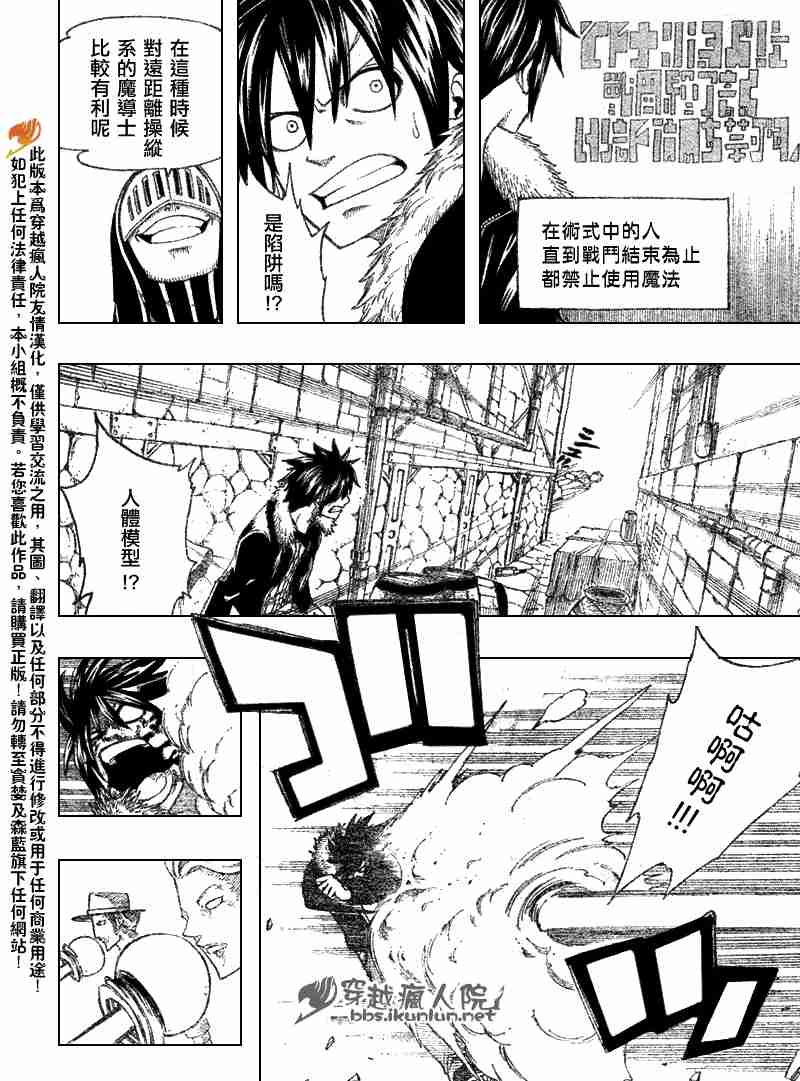 在術式中的人
直到戰鬥結束為止
都禁止使用魔法
是陷阱嗎!?
在這種時候
對遠距離操縱
系的魔導士
比較有利呢
ミニ
人體模型!?
咕啊啊!!!
ゴガッ
穿越瘋人院
--bbs.ikunlun.net--
此版本爲穿越瘋人院友情漢化，僅供學習交流之用，其圖、翻譯以及任何部分不得進行修改或用于任何商業用途！
如犯上任何法律責任，本小組概不負責。若您喜歡此作品，請購買正版！請勿轉至貪婪及森藍旗下任何網站！